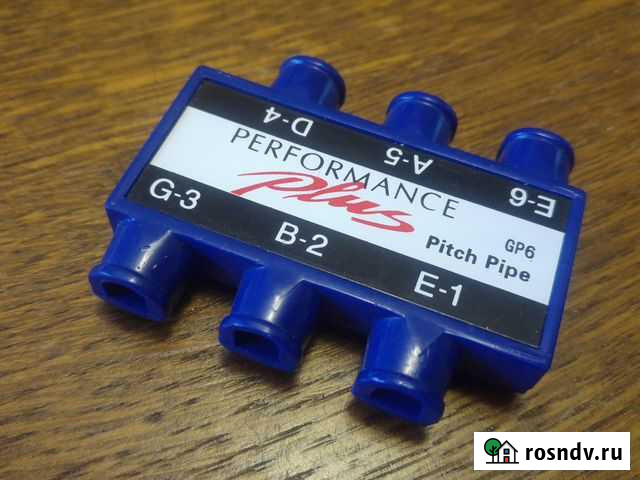 D-4 A-5 E-6
PERFORMANCE
Plus
GP6
Pitch Pipe
G-3 B-2 E-1
rosndv.ru